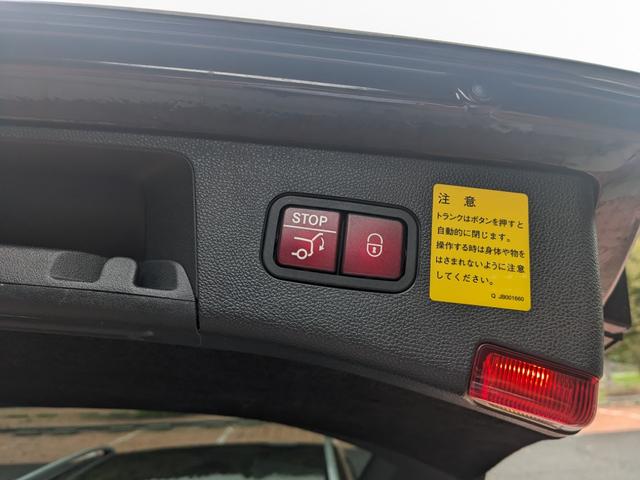 STOP
注 意
トランクはボタンを押すと
自動的に閉じます。
操作する時は身体や物を
はさまれないように注意
してください。
Q JB001660